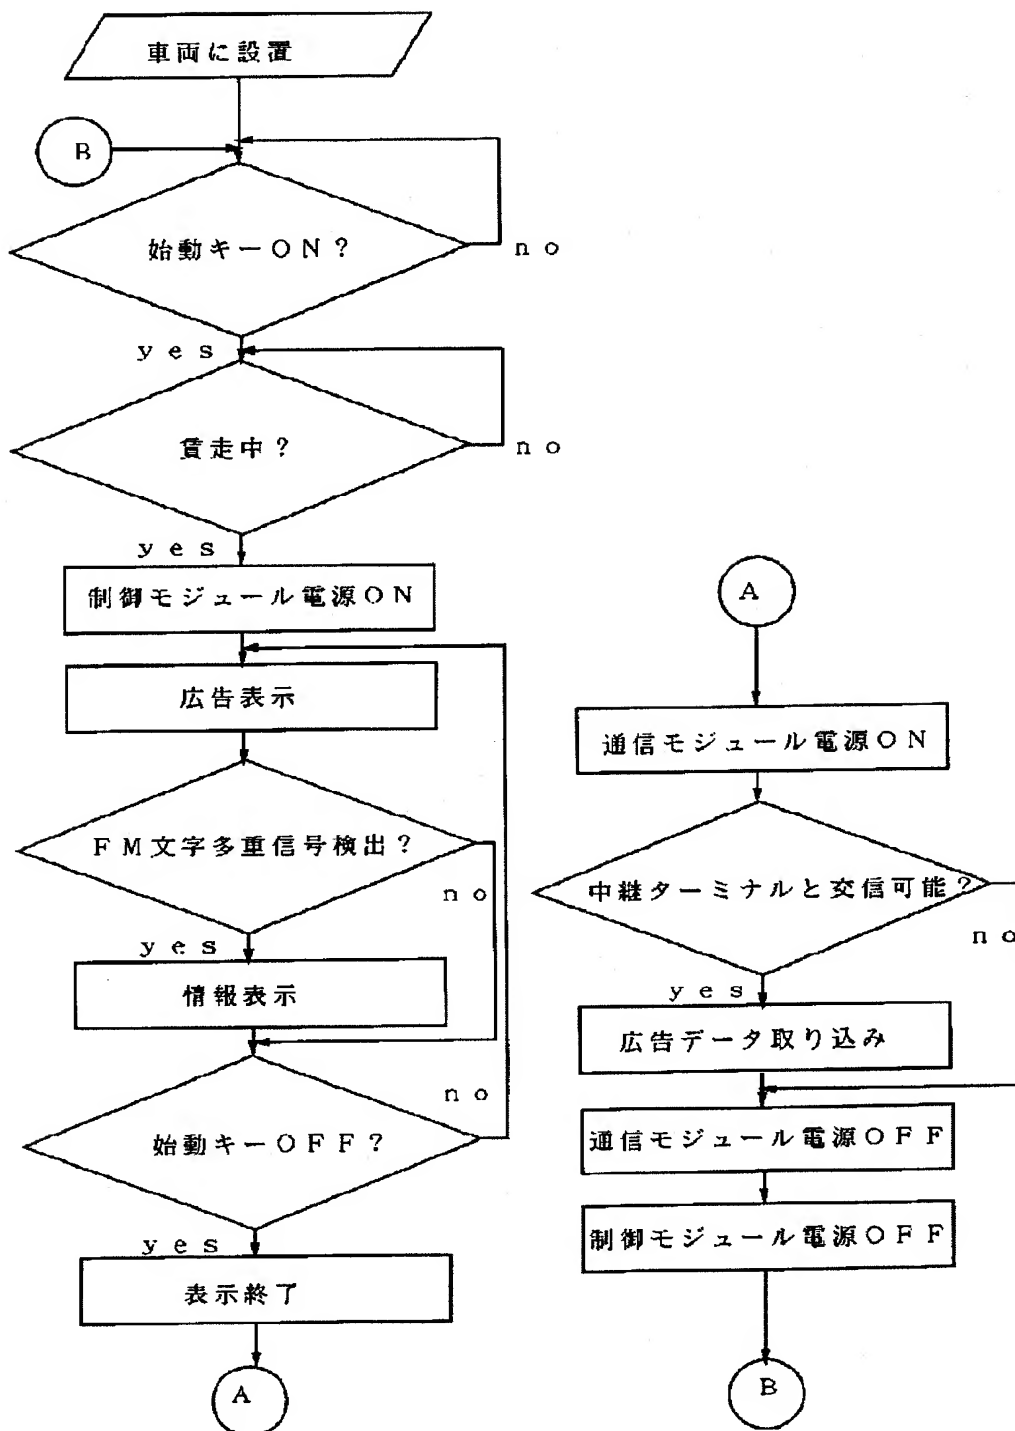 車両に設置
B
始動キーON？
no
yes
賃走中？
no
yes
制御モジュール電源ON
広告表示
FM文字多重信号検出？
no
yes
情報表示
no
始動キーOFF？
yes
表示終了
A
A
通信モジュール電源ON
中継ターミナルと交信可能？
no
yes
広告データ取り込み
通信モジュール電源OFF
制御モジュール電源OFF
B